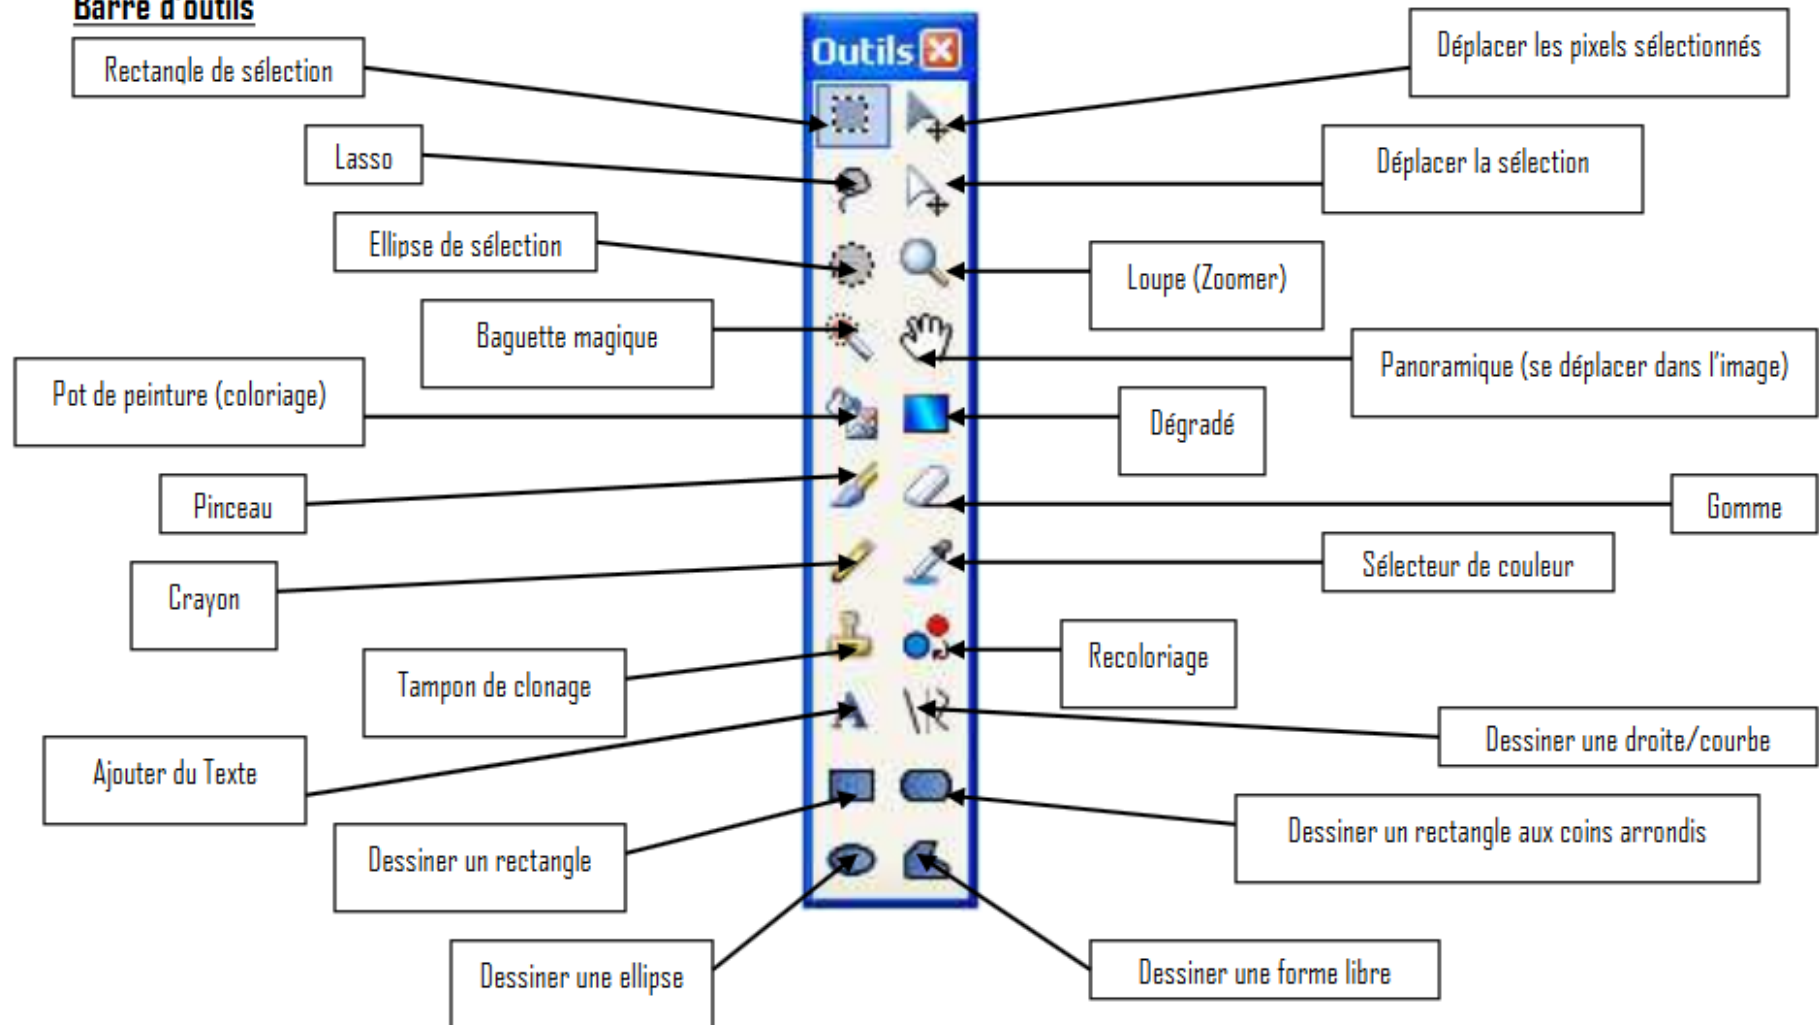 Barre d'outils
Outils
Rectangle de sélection
Déplacer les pixels sélectionnés
Lasso
Déplacer la sélection
Ellipse de sélection
Loupe (Zoomer)
Baguette magique
Panoramique (se déplacer dans l'image)
Pot de peinture (coloriage)
Dégradé
Pinceau
Gomme
Crayon
Sélecteur de couleur
Tampon de clonage
Recoloriage
Ajouter du Texte
Dessiner une droite/courbe
Dessiner un rectangle
Dessiner un rectangle aux coins arrondis
Dessiner une ellipse
Dessiner une forme libre